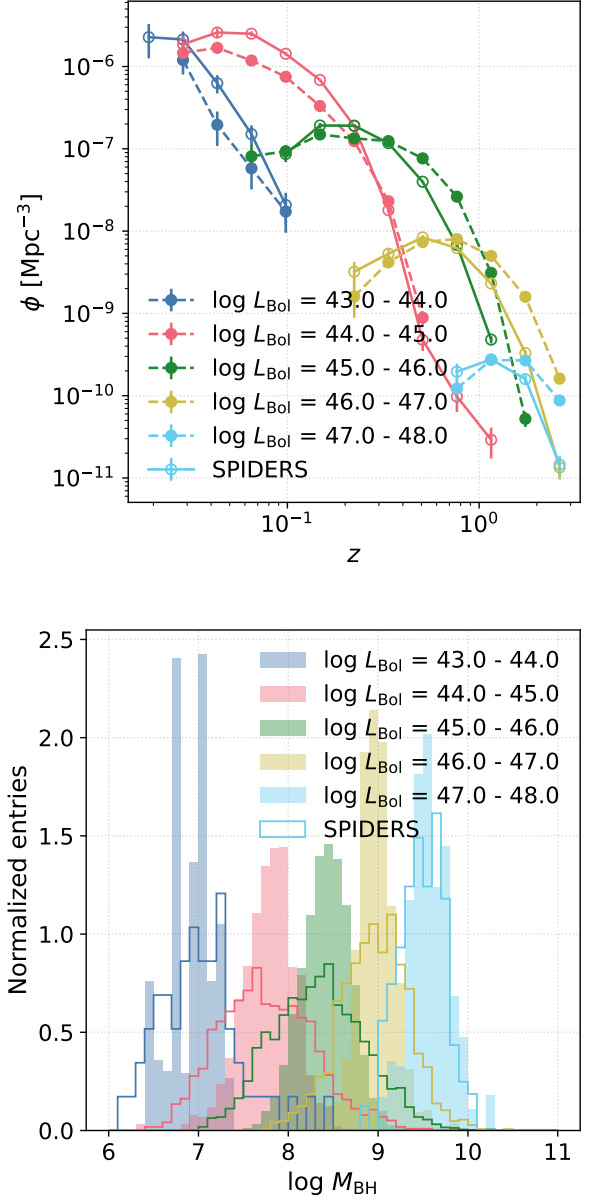 10⁻⁶
10⁻⁷
10⁻⁸
10⁻⁹
10⁻¹⁰
10⁻¹¹
ϕ [Mpc⁻³]
log L_Bol = 43.0 - 44.0
log L_Bol = 44.0 - 45.0
log L_Bol = 45.0 - 46.0
log L_Bol = 46.0 - 47.0
log L_Bol = 47.0 - 48.0
SPIDERS
10⁻¹ 10⁰
z
2.5
2.0
1.5
1.0
0.5
0.0
Normalized entries
log L_Bol = 43.0 - 44.0
log L_Bol = 44.0 - 45.0
log L_Bol = 45.0 - 46.0
log L_Bol = 46.0 - 47.0
log L_Bol = 47.0 - 48.0
SPIDERS
6 7 8 9 10 11
log M_BH